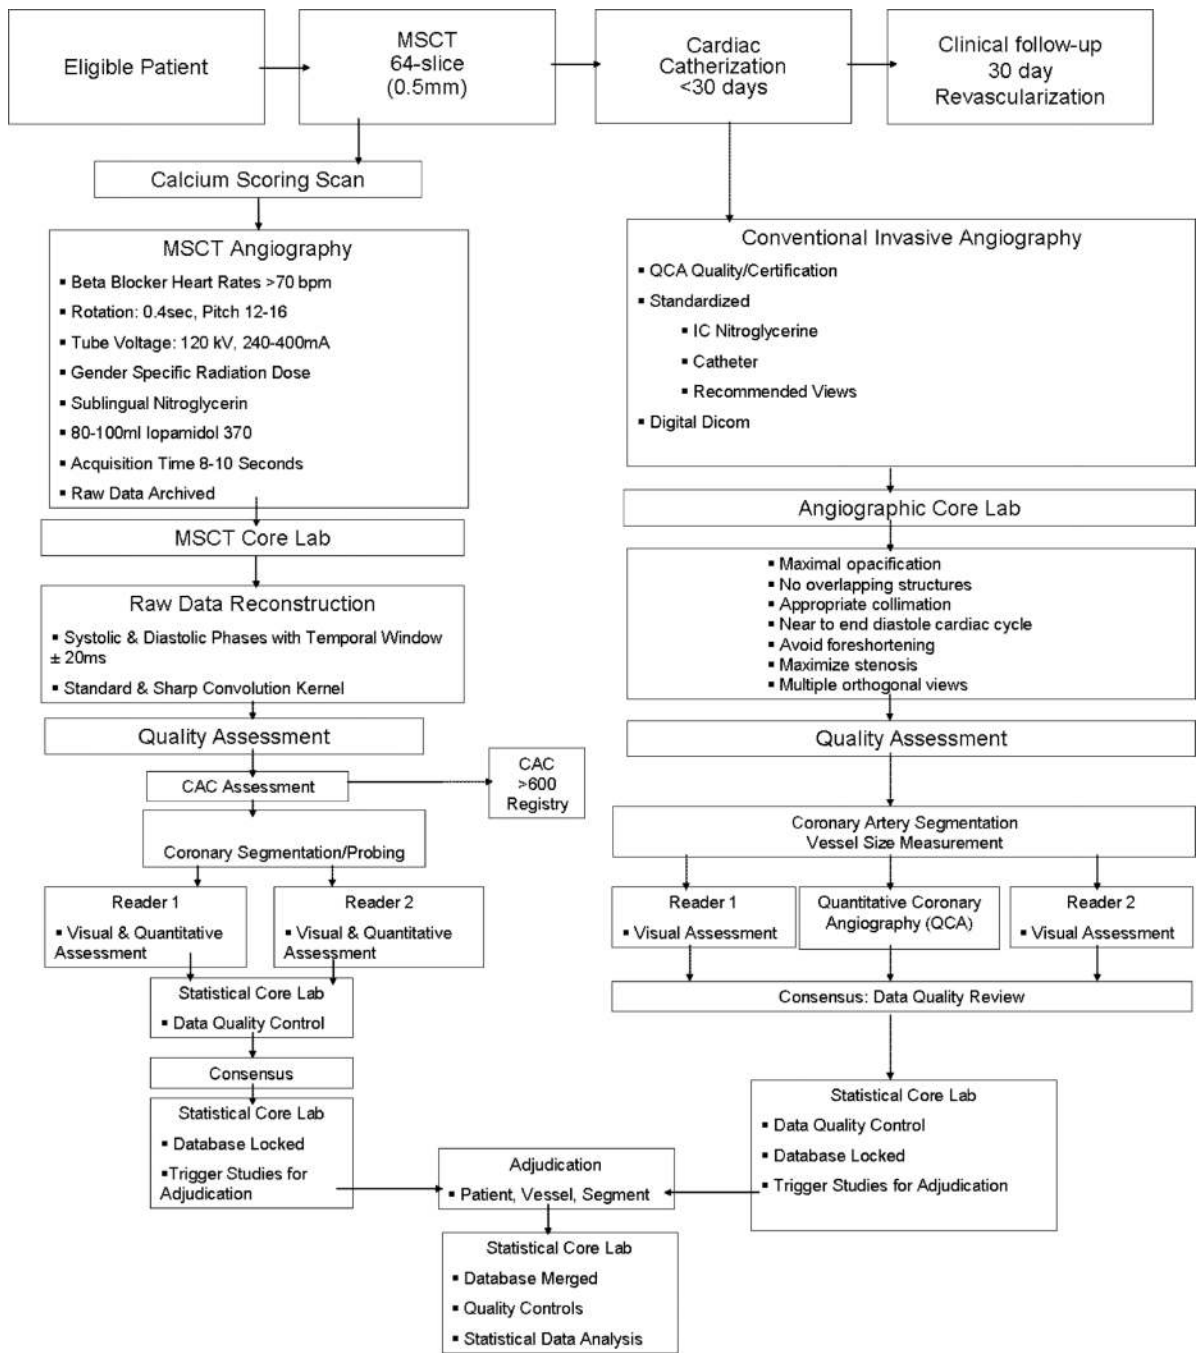 Eligible Patient
MSCT
64-slice
(0.5mm)
Cardiac
Catherization
<30 days
Clinical follow-up
30 day
Revascularization
Calcium Scoring Scan
MSCT Angiography
▪ Beta Blocker Heart Rates >70 bpm
▪ Rotation: 0.4sec, Pitch 12-16
▪ Tube Voltage: 120 kV, 240-400mA
▪ Gender Specific Radiation Dose
▪ Sublingual Nitroglycerin
▪ 80-100ml Iopamidol 370
▪ Acquisition Time 8-10 Seconds
▪ Raw Data Archived
MSCT Core Lab
Raw Data Reconstruction
▪ Systolic & Diastolic Phases with Temporal Window
± 20ms
▪ Standard & Sharp Convolution Kernel
Quality Assessment
CAC Assessment
CAC
>600
Registry
Coronary Segmentation/Probing
Reader 1
▪ Visual & Quantitative
Assessment
Reader 2
▪ Visual & Quantitative
Assessment
Statistical Core Lab
▪ Data Quality Control
Consensus
Statistical Core Lab
▪ Database Locked
▪Trigger Studies for
Adjudication
Conventional Invasive Angiography
▪ QCA Quality/Certification
▪ Standardized
▪ IC Nitroglycerine
▪ Catheter
▪ Recommended Views
▪ Digital Dicom
Angiographic Core Lab
▪ Maximal opacification
▪ No overlapping structures
▪ Appropriate collimation
▪ Near to end diastole cardiac cycle
▪ Avoid foreshortening
▪ Maximize stenosis
▪ Multiple orthogonal views
Quality Assessment
Coronary Artery Segmentation
Vessel Size Measurement
Reader 1
▪ Visual Assessment
Quantitative Coronary
Angiography (QCA)
Reader 2
▪ Visual Assessment
Consensus: Data Quality Review
Statistical Core Lab
▪ Data Quality Control
▪ Database Locked
▪ Trigger Studies for Adjudication
Adjudication
▪ Patient, Vessel, Segment
Statistical Core Lab
▪ Database Merged
▪ Quality Controls
▪ Statistical Data Analysis